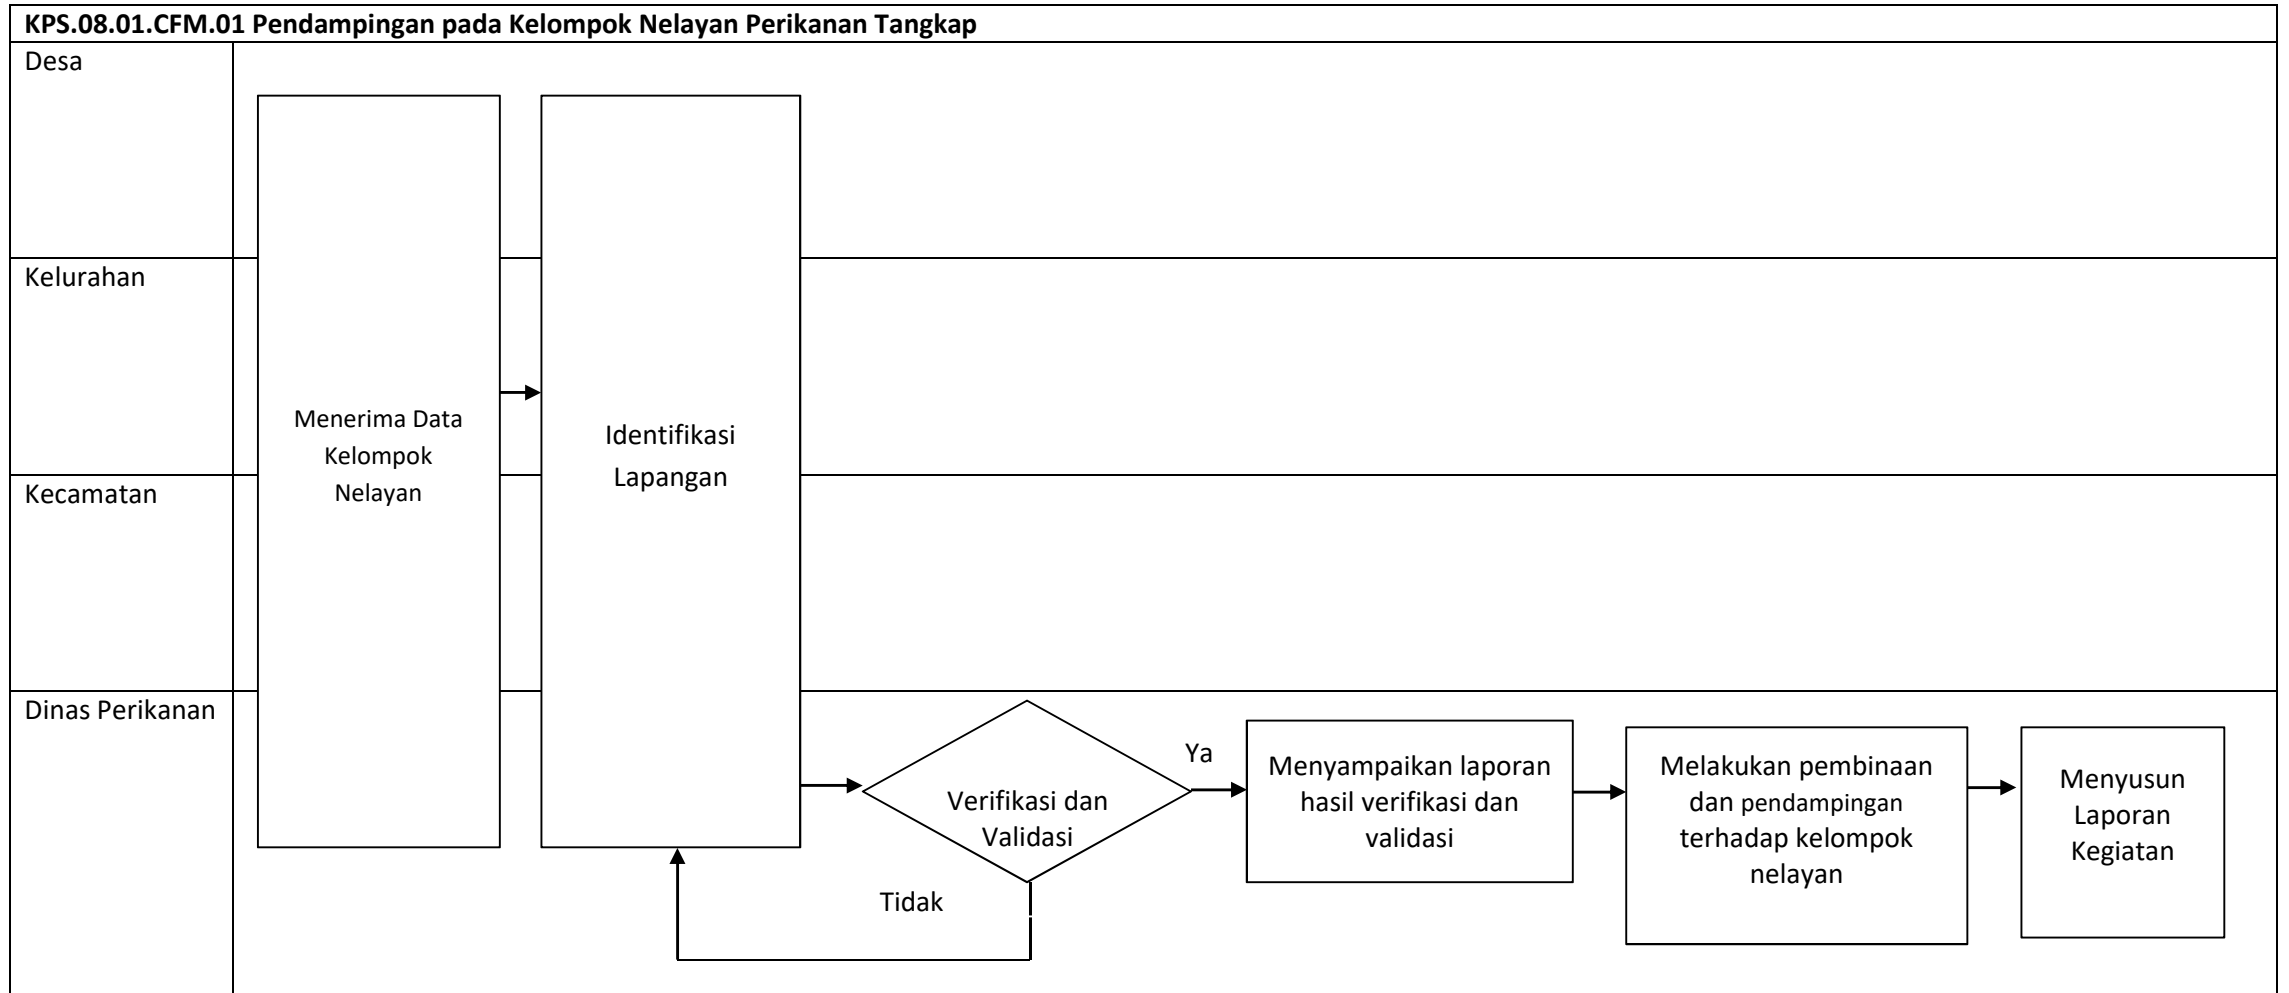 KPS.08.01.CFM.01 Pendampingan pada Kelompok Nelayan Perikanan Tangkap
Desa
Kelurahan
Kecamatan
Dinas Perikanan
Menerima Data
Kelompok
Nelayan
Identifikasi
Lapangan
Verifikasi dan
Validasi
Ya
Tidak
Menyampaikan laporan
hasil verifikasi dan
validasi
Melakukan pembinaan
dan pendampingan
terhadap kelompok
nelayan
Menyusun
Laporan
Kegiatan